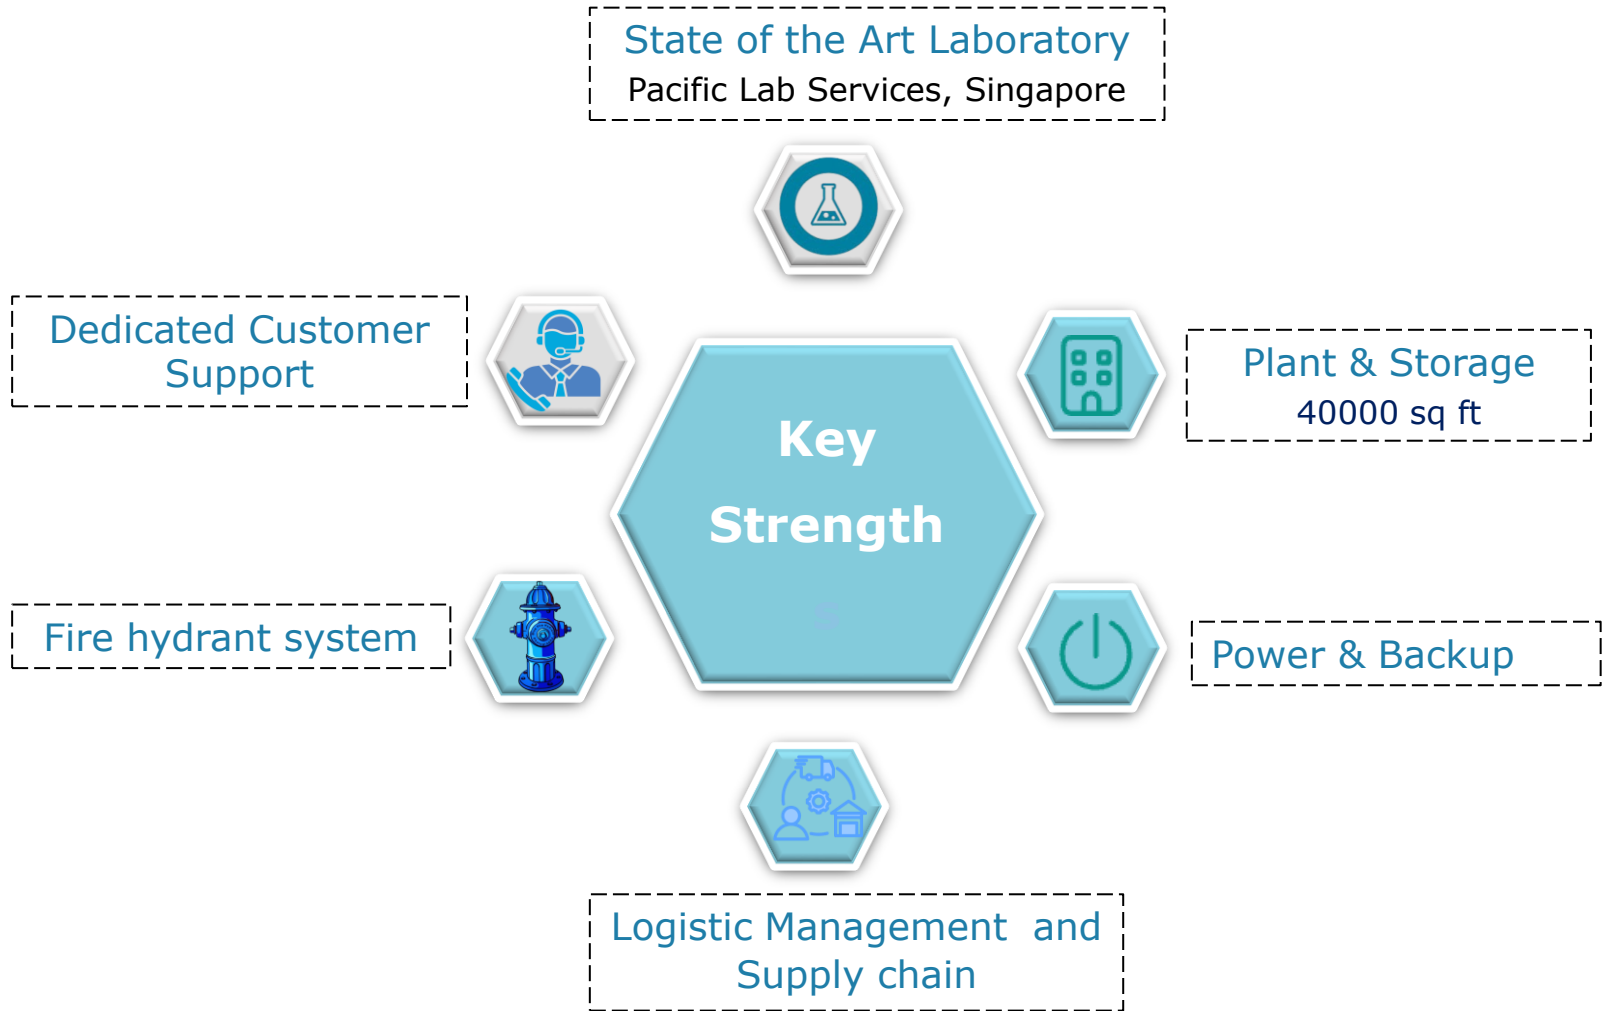 State of the Art Laboratory
Pacific Lab Services, Singapore
Dedicated Customer
Support
Plant & Storage
40000 sq ft
Key
Strength
s
Fire hydrant system
Power & Backup
Logistic Management  and
Supply chain